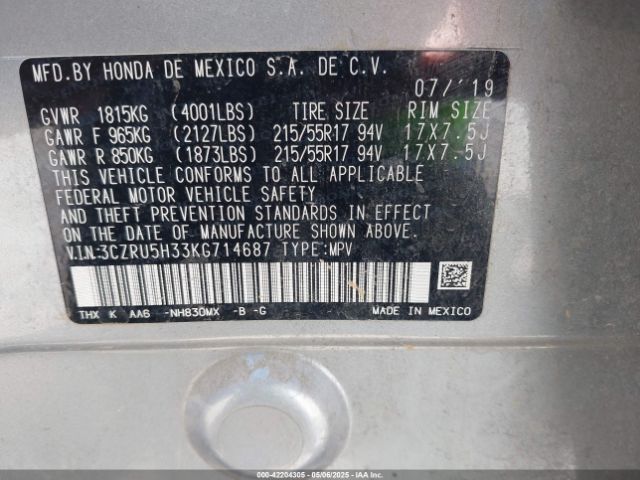 MFD.BY HONDA DE MEXICO S.A. DE C.V.
07/'19
GVWR 1815KG (4001LBS) TIRE SIZE RIM SIZE
GAWR F 965KG (2127LBS) 215/55R17 94V 17X7.5J
GAWR R 850KG (1873LBS) 215/55R17 94V 17X7.5J
THIS VEHICLE CONFORMS TO ALL APPLICABLE
FEDERAL MOTOR VEHICLE SAFETY
AND THEFT PREVENTION STANDARDS IN EFFECT
ON THE DATE OF MANUFACTURE SHOWN ABOVE.
V.I.N:3CZRU5H33KG714687 TYPE:MPV
THX K AA6 -NH830MX -B -G MADE IN MEXICO
000-42204305 - 05/06/2025 - IAAI.COM